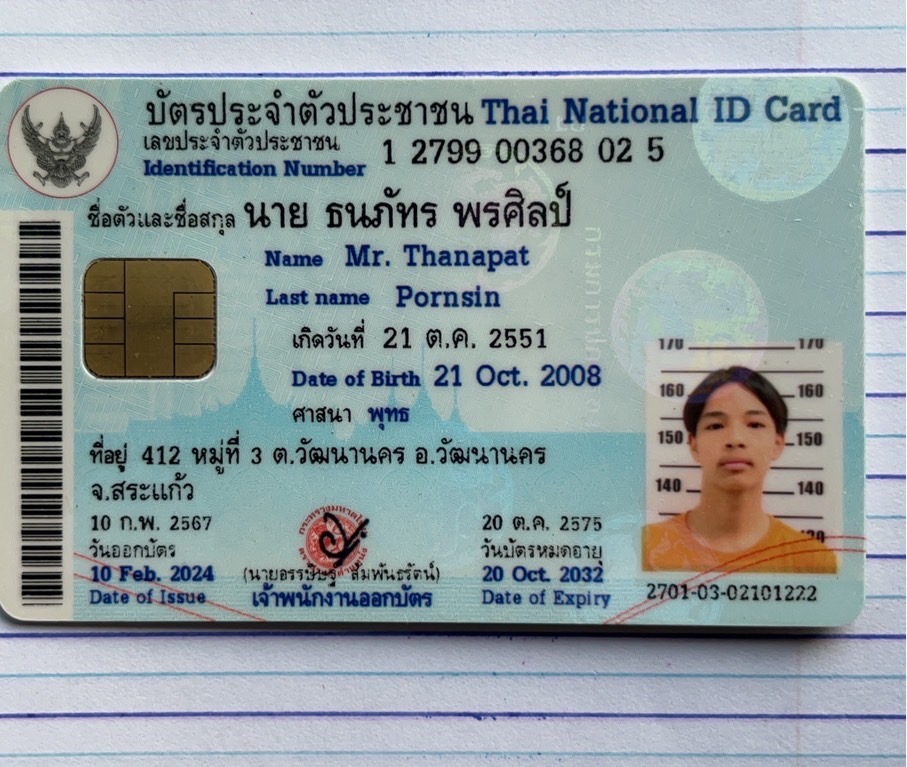 บัตรประจำตัวประชาชน Thai National ID Card
เลขประจำตัวประชาชน
Identification Number 1 2799 00368 02 5
ชื่อตัวและชื่อสกุล นาย ธนภัทร พรศิลป์
Name Mr. Thanapat
Last name Pornsin
เกิดวันที่ 21 ต.ค. 2551
Date of Birth 21 Oct. 2008
ศาสนา พุทธ
ที่อยู่ 412 หมู่ที่ 3 ต.วัฒนานคร อ.วัฒนานคร
จ.สระแก้ว
10 ก.พ. 2567
วันออกบัตร
10 Feb. 2024
Date of Issue
เจ้าพนักงานออกบัตร
20 ต.ค. 2575
วันบัตรหมดอายุ
20 Oct. 2032
Date of Expiry
170 170
160 160
150 150
140 140
2701-03-02101222